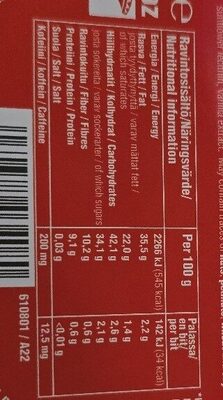 Ravintosisältö/Näringsvärde/
Nutritional information
Per 100 g
Palassa/
en bit/
per bit
Energia / Energi / Energy 2266 kJ (545 kcal) 142 kJ (34 kcal)
Rasva / Fett / Fat 35,5 g 2,2 g
josta tyydyttynyttä / varav mättat fett /
of which saturates 22,0 g 1,4 g
Hiilihydraatit / Kolhydrat / Carbohydrates 42,1 g 2,6 g
josta sokereita / varav sockerarter / of which sugars 34,1 g 2,1 g
Ravintokuitu / Fiber / Fibres 10,2 g 0,6 g
Proteiini / Protein / Protein 9,1 g 0,6 g
Suola / Salt / Salt 0,03 g <0,01 g
Kofeiini / koffein / Caffeine 200 mg 12,5 mg
610801 / A22